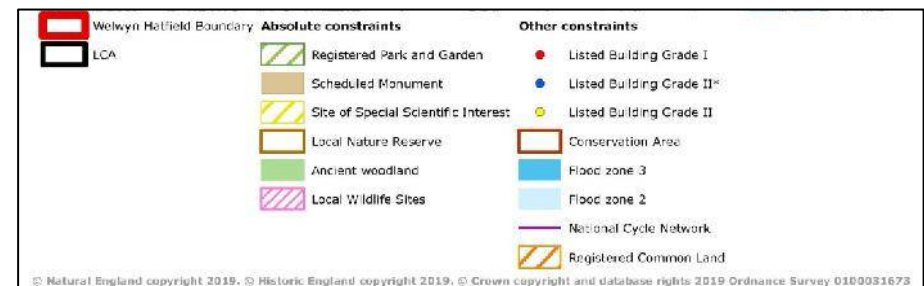 Welwyn Hatfield Boundary Absolute constraints Other constraints
LCA Registered Park and Garden Listed Building Grade I
Scheduled Monument Listed Building Grade II*
Site of Special Scientific Interest Listed Building Grade II
Local Nature Reserve Conservation Area
Ancient woodland Flood zone 3
Local Wildlife Sites Flood zone 2
National Cycle Network
Registered Common Land
© Natural England copyright 2019. © Historic England copyright 2019. © Crown copyright and database rights 2019 Ordnance Survey 0100031673